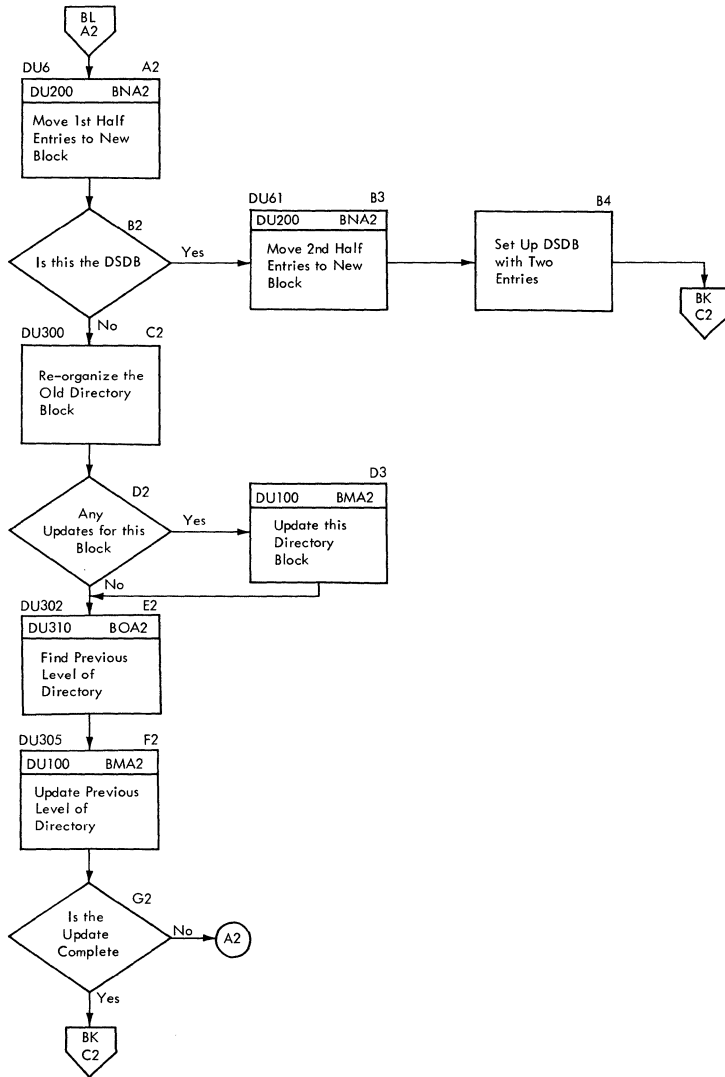 BL
A2
DU6 A2
DU200 BNA2
Move 1st Half
Entries to New
Block
B2
Is this the DSDB
Yes
No
DU61 B3
DU200 BNA2
Move 2nd Half
Entries to New
Block
B4
Set Up DSDB
with Two
Entries
BK
C2
DU300 C2
Re-organize the
Old Directory
Block
D2
Any
Updates for this
Block
Yes
No
D3
DU100 BMA2
Update this
Directory
Block
DU302 E2
DU310 BOA2
Find Previous
Level of
Directory
DU305 F2
DU100 BMA2
Update Previous
Level of
Directory
G2
Is the
Update
Complete
No
A2
Yes
BK
C2